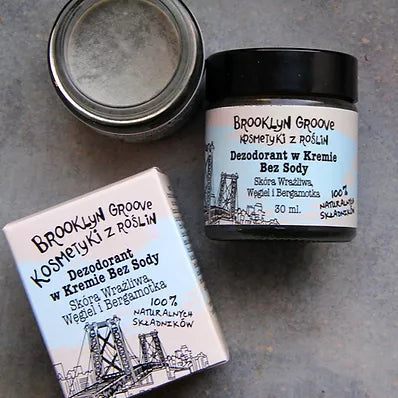 BROOKLYN GROOVE
KOSMETYKI Z ROŚLIN
Dezodorant w Kremie
Bez Sody
Skóra Wrażliwa,
Węgiel i Bergamotka
100%
NATURALNYCH
SKŁADNIKÓW
30 ml.
BROOKLYN GROOVE
KOSMETYKI Z ROŚLIN
Dezodorant
w Kremie Bez Sody
Skóra Wrażliwa,
Węgiel i Bergamotka
100%
NATURALNYCH
SKŁADNIKÓW